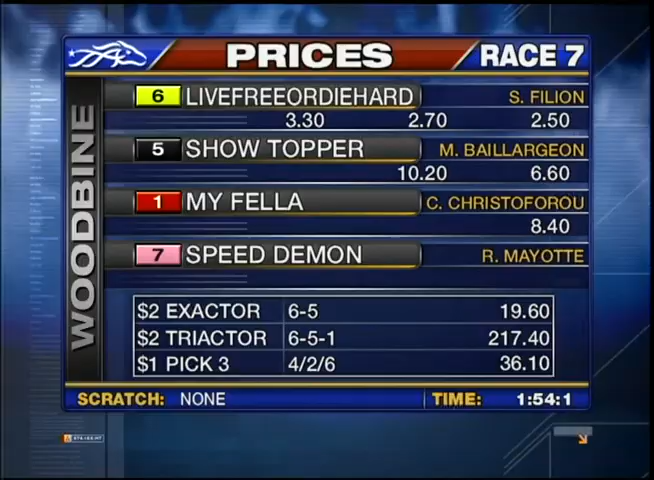 PRICES RACE 7
WOODBINE
6 LIVEFREEORDIEHARD S. FILION
3.30 2.70 2.50
5 SHOW TOPPER M. BAILLARGEON
10.20 6.60
1 MY FELLA C. CHRISTOFOROU
8.40
7 SPEED DEMON R. MAYOTTE
$2 EXACTOR 6-5 19.60
$2 TRIACTOR 6-5-1 217.40
$1 PICK 3 4/2/6 36.10
SCRATCH: NONE TIME: 1:54:1